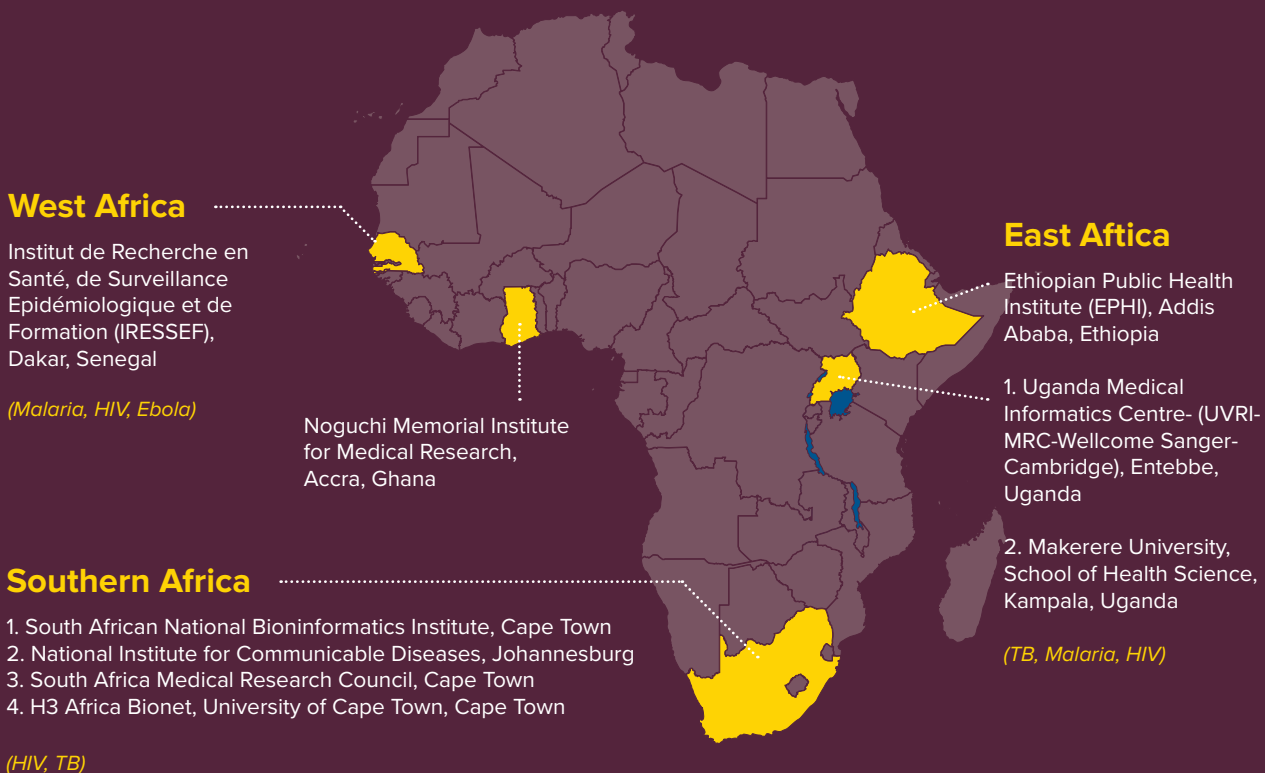 West Africa
Institut de Recherche en
Santé, de Surveillance
Epidémiologique et de
Formation (IRESSEF),
Dakar, Senegal
(Malaria, HIV, Ebola)
Noguchi Memorial Institute
for Medical Research,
Accra, Ghana
East Aftica
Ethiopian Public Health
Institute (EPHI), Addis
Ababa, Ethiopia
1. Uganda Medical
Informatics Centre- (UVRI-
MRC-Wellcome Sanger-
Cambridge), Entebbe,
Uganda
2. Makerere University,
School of Health Science,
Kampala, Uganda
(TB, Malaria, HIV)
Southern Africa
1. South African National Bioninformatics Institute, Cape Town
2. National Institute for Communicable Diseases, Johannesburg
3. South Africa Medical Research Council, Cape Town
4. H3 Africa Bionet, University of Cape Town, Cape Town
(HIV, TB)